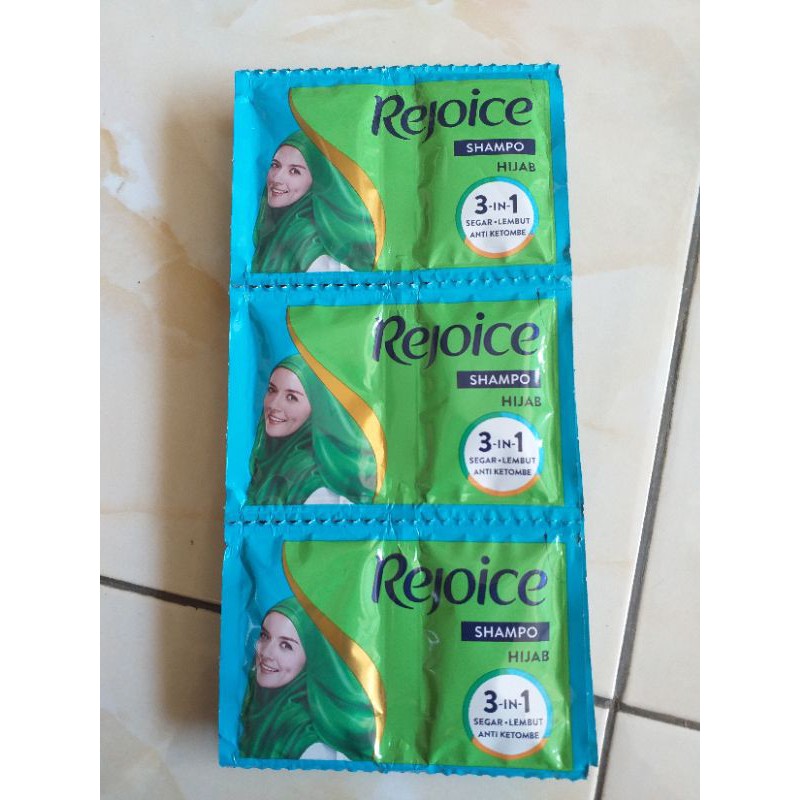 Rejoice
SHAMPO
HIJAB
3-IN-1
SEGAR•LEMBUT
ANTI KETOMBE
Rejoice
SHAMPO
HIJAB
3-IN-1
SEGAR•LEMBUT
ANTI KETOMBE
Rejoice
SHAMPO
HIJAB
3-IN-1
SEGAR•LEMBUT
ANTI KETOMBE